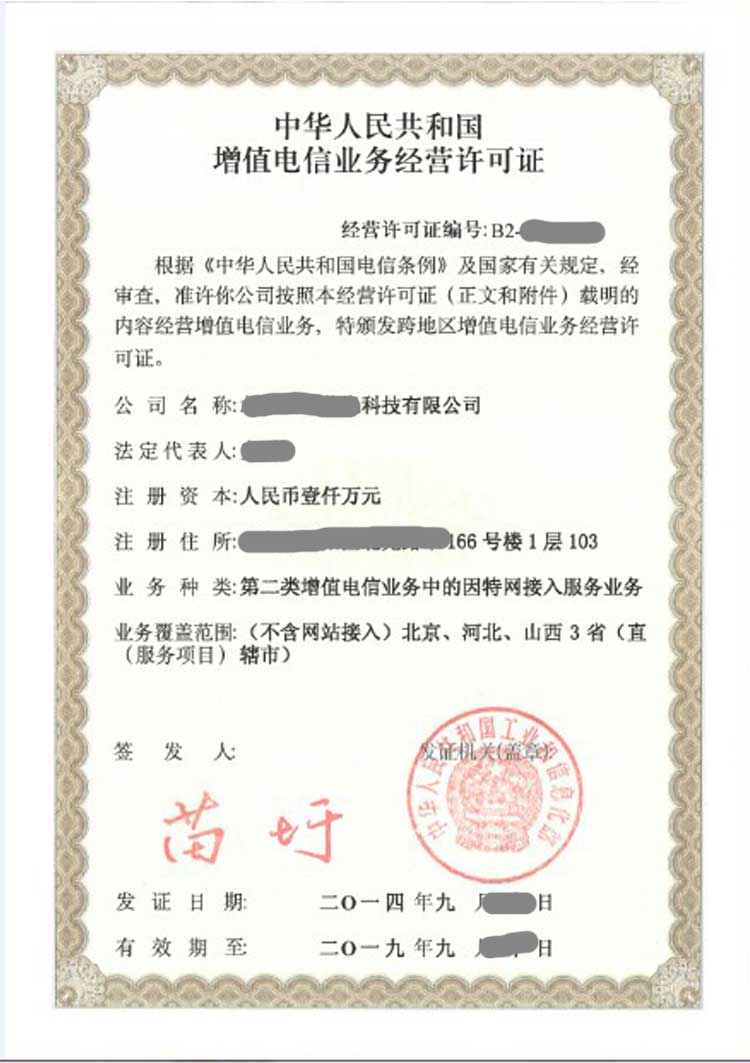 中华人民共和国
增值电信业务经营许可证
经营许可证编号:B2-
根据《中华人民共和国电信条例》及国家有关规定，经
审查，准许你公司按照本经营许可证（正文和附件）载明的
内容经营增值电信业务，特颁发跨地区增值电信业务经营许
可证。
公司名称: 科技有限公司
法定代表人:
注册资本:人民币壹仟万元
注册住所: 166号楼1层103
业务种类:第二类增值电信业务中的因特网接入服务业务
业务覆盖范围:（不含网站接入）北京、河北、山西3省（直
（服务项目）辖市）
签发人: 发证机关(盖章):
中华人民共和国工业和信息化部
苗圩
发证日期: 二O一四年九 日
有效期至: 二O一九年九 日